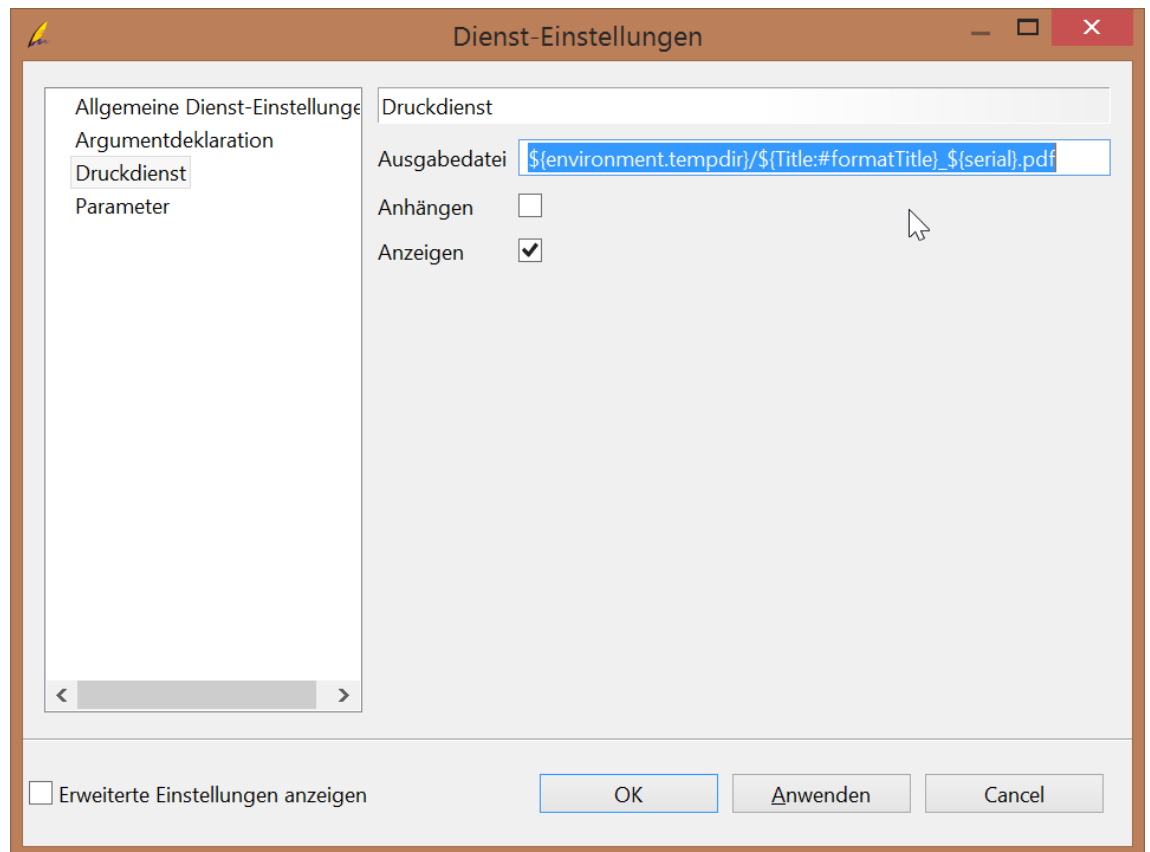 Dienst-Einstellungen
Allgemeine Dienst-Einstellunge
Argumentdeklaration
Druckdienst
Parameter
Druckdienst
Ausgabedatei ${environment.tempdir}/${Title:#formatTitle}_${serial}.pdf
Anhängen
Anzeigen
Erweiterte Einstellungen anzeigen
OK
Anwenden
Cancel